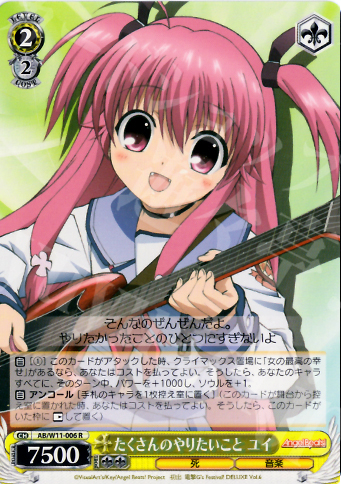 LEVEL
2
2
COST
そんなのぜんぜんだよ。
やりたかったことのひとつにすぎないよ
自 [①] このカードがアタックした時、クライマックス置場に「女の最高の
幸せ」があるなら、あなたはコストを払ってよい。そうしたら、あなたのキャラす
べてに、そのターン中、パワーを+1000し、ソウルを+1。
自 アンコール [手札のキャラを1枚控え室に置く] (このカードが舞台から控え
室に置かれた時、あなたはコストを払ってよい。そうしたら、このカードがいた
CH AB/W11-006 R
たくさんのやりたいこと ユイ
Angel Beats!
7500
死
音楽
©VisualArt's/Key/Angel Beats! Project 初出 電撃G's Festival! DELUXE Vol.6